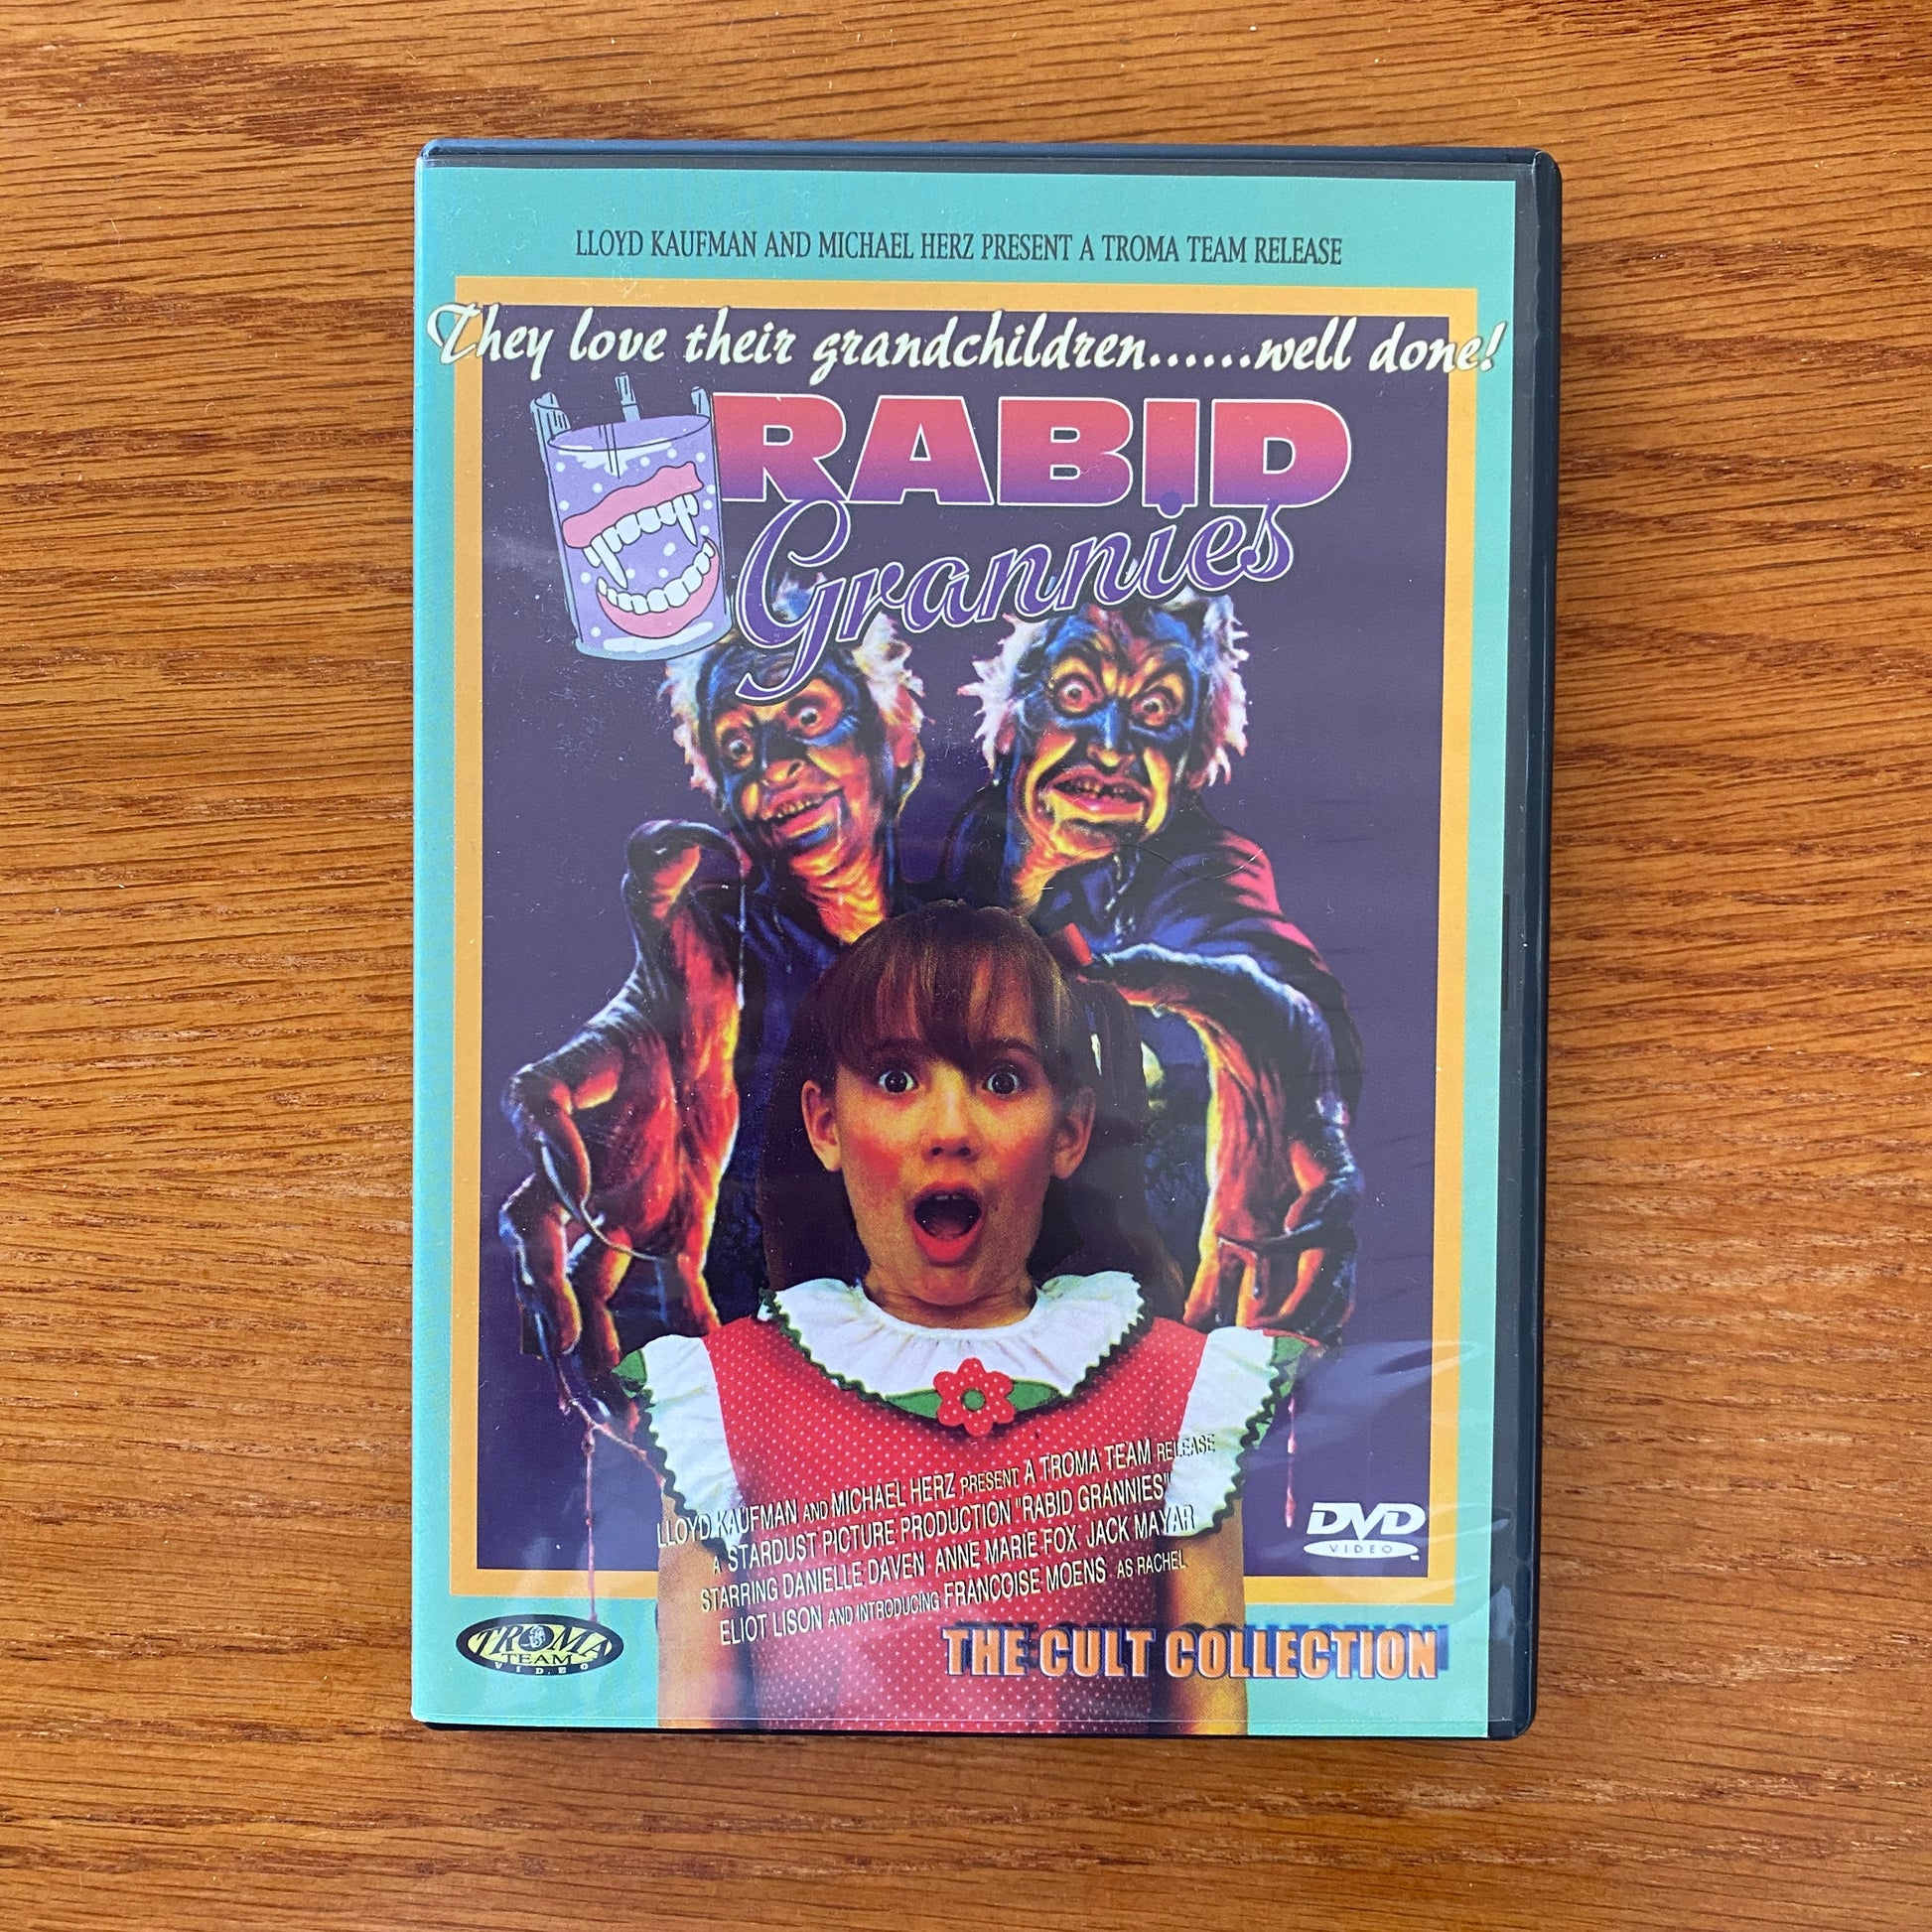 LLOYD KAUFMAN AND MICHAEL HERZ PRESENT A TROMA TEAM RELEASE
They love their grandchildren......well done!
RABID
Grannies
LLOYD KAUFMAN AND MICHAEL HERZ PRESENT A TROMA TEAM RELEASE
A STARDUST PICTURE PRODUCTION "RABID GRANNIES"
STARRING DANIELLE DAVEN ANNE MARIE FOX JACK MAYAR
ELIOT LISON AND INTRODUCING FRANCOISE MOENS AS RACHEL
DVD
VIDEO
TROMA
TEAM
VIDEO
THE CULT COLLECTION